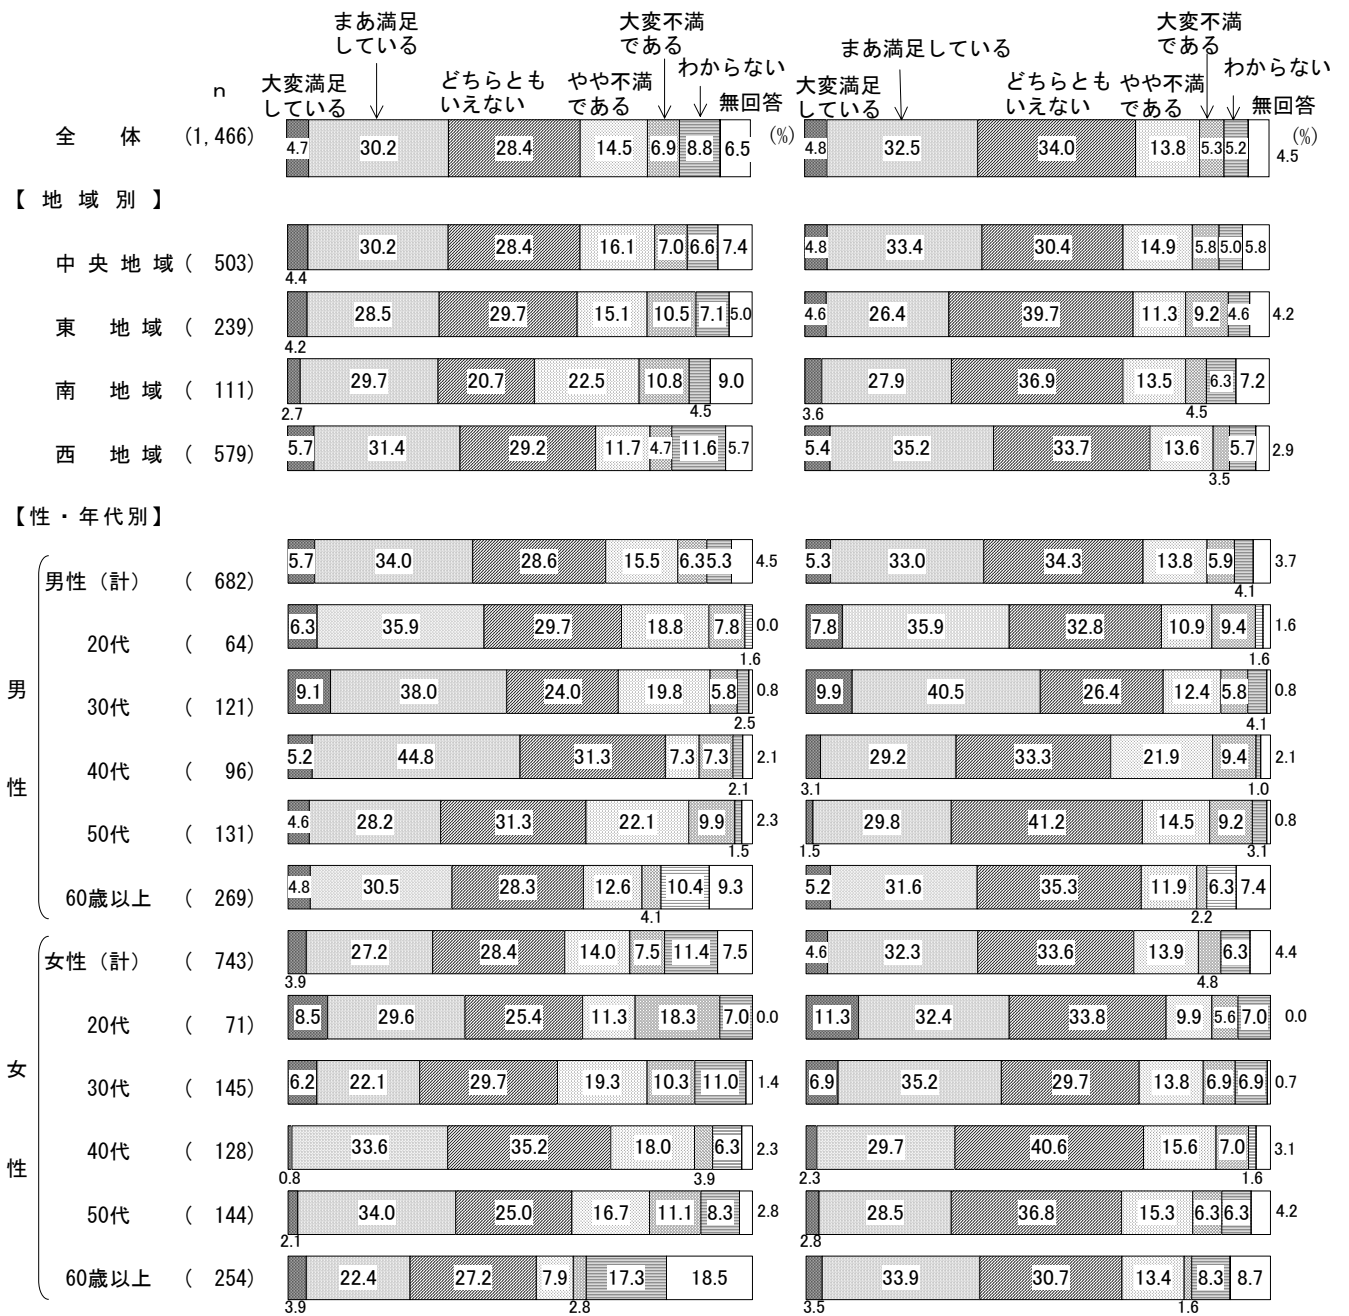 まあ満足
している
大変不満
である
大変満足
している
どちらとも
いえない
やや不満
である
わからない
無回答
まあ満足している
大変不満
である
大変満足
している
どちらとも
いえない
やや不満
である
わからない
無回答
n
(%)
(%)
全 体 (1,466) 4.7 30.2 28.4 14.5 6.9 8.8 6.5 4.8 32.5 34.0 13.8 5.3 5.2 4.5
【 地 域 別 】
中 央 地 域 ( 503) 4.4 30.2 28.4 16.1 7.0 6.6 7.4 4.8 33.4 30.4 14.9 5.8 5.0 5.8
東 地 域 ( 239) 4.2 28.5 29.7 15.1 10.5 7.1 5.0 4.6 26.4 39.7 11.3 9.2 4.6 4.2
南 地 域 ( 111) 2.7 29.7 20.7 22.5 10.8 4.5 9.0 3.6 27.9 36.9 13.5 4.5 6.3 7.2
西 地 域 ( 579) 5.7 31.4 29.2 11.7 4.7 11.6 5.7 5.4 35.2 33.7 13.6 3.5 5.7 2.9
【性・年代別】
男性（計） ( 682) 5.7 34.0 28.6 15.5 6.3 5.3 4.5 5.3 33.0 34.3 13.8 5.9 4.1 3.7
男性
20代 ( 64) 6.3 35.9 29.7 18.8 7.8 1.6 0.0 7.8 35.9 32.8 10.9 9.4 1.6 1.6
30代 ( 121) 9.1 38.0 24.0 19.8 5.8 2.5 0.8 9.9 40.5 26.4 12.4 5.8 4.1 0.8
40代 ( 96) 5.2 44.8 31.3 7.3 7.3 2.1 2.1 3.1 29.2 33.3 21.9 9.4 1.0 2.1
50代 ( 131) 4.6 28.2 31.3 22.1 9.9 1.5 2.3 1.5 29.8 41.2 14.5 9.2 3.1 0.8
60歳以上 ( 269) 4.8 30.5 28.3 12.6 4.1 10.4 9.3 5.2 31.6 35.3 11.9 2.2 6.3 7.4
女性（計） ( 743) 3.9 27.2 28.4 14.0 7.5 11.4 7.5 4.6 32.3 33.6 13.9 4.8 6.3 4.4
女性
20代 ( 71) 8.5 29.6 25.4 11.3 18.3 7.0 0.0 11.3 32.4 33.8 9.9 5.6 7.0 0.0
30代 ( 145) 6.2 22.1 29.7 19.3 10.3 11.0 1.4 6.9 35.2 29.7 13.8 6.9 6.9 0.7
40代 ( 128) 0.8 33.6 35.2 18.0 3.9 6.3 2.3 2.3 29.7 40.6 15.6 7.0 1.6 3.1
50代 ( 144) 2.1 34.0 25.0 16.7 11.1 8.3 2.8 2.8 28.5 36.8 15.3 6.3 6.3 4.2
60歳以上 ( 254) 3.9 22.4 27.2 7.9 2.8 17.3 18.5 3.5 33.9 30.7 13.4 1.6 8.3 8.7